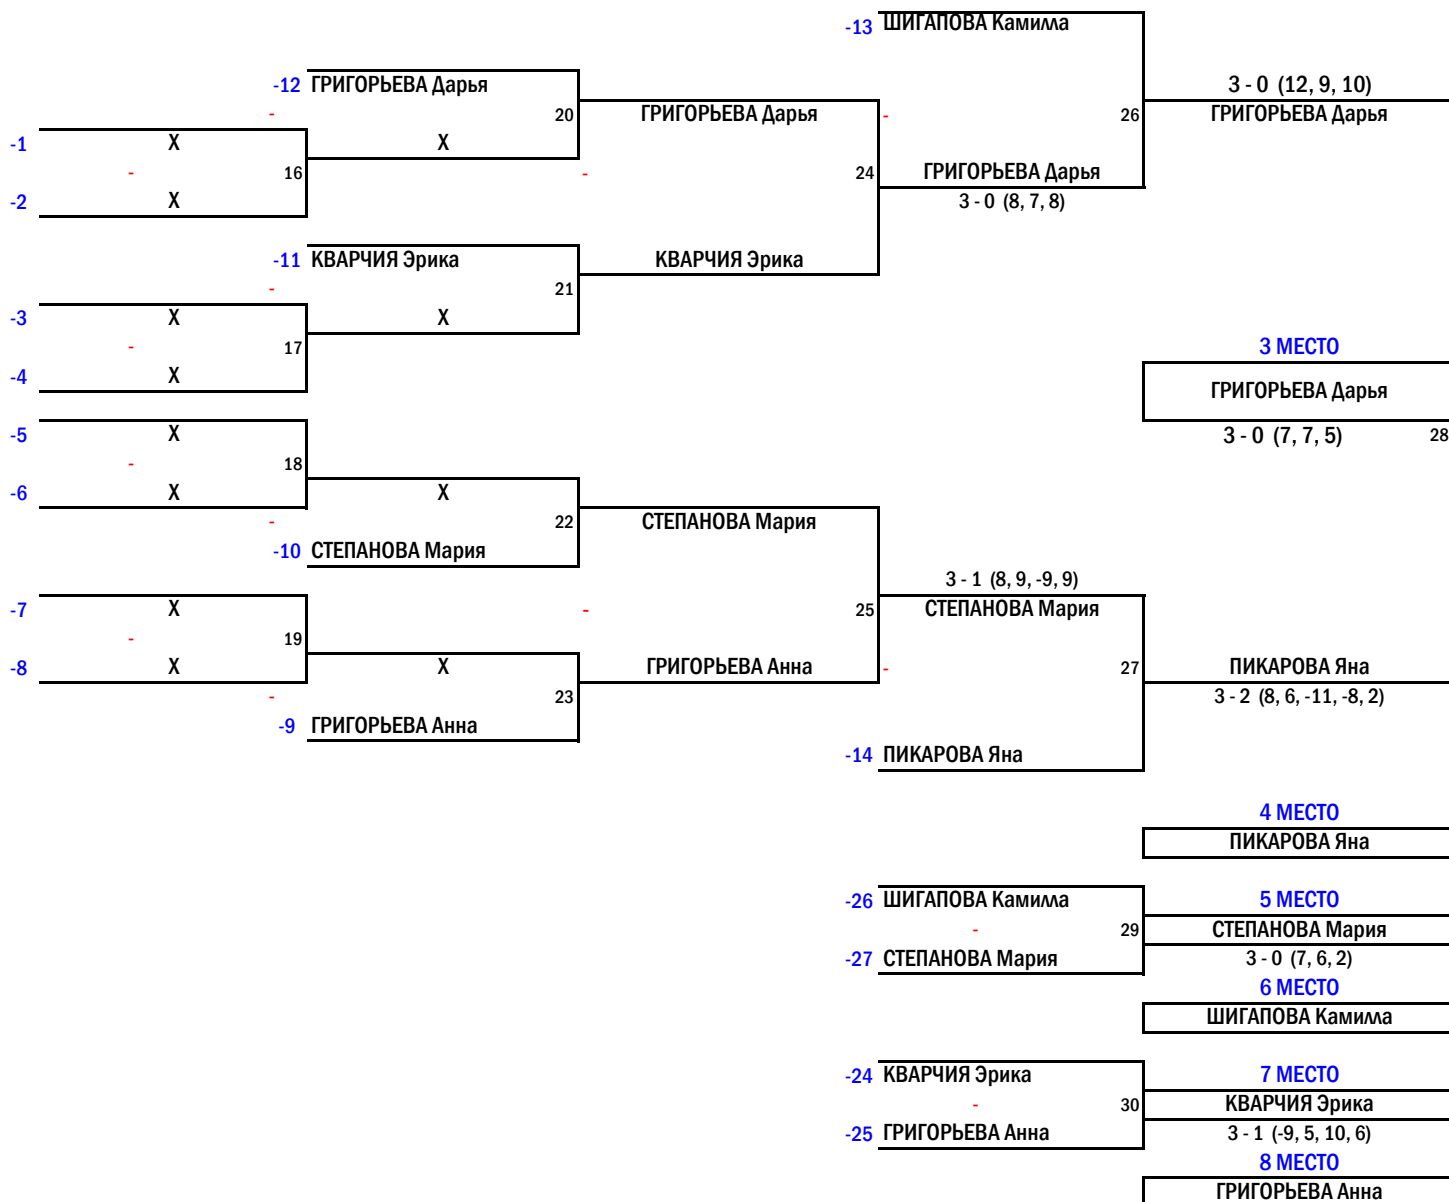 -13 ШИГАПОВА Камилла
-12 ГРИГОРЬЕВА Дарья
3 - 0 (12, 9, 10)
- 20 ГРИГОРЬЕВА Дарья - 26 ГРИГОРЬЕВА Дарья
-1 X X
- 16 - 24 ГРИГОРЬЕВА Дарья
-2 X 3 - 0 (8, 7, 8)
-11 КВАРЧИЯ Эрика КВАРЧИЯ Эрика
- 21
-3 X X
- 17 3 МЕСТО
-4 X
ГРИГОРЬЕВА Дарья
-5 X 3 - 0 (7, 7, 5) 28
- 18
-6 X X
- 22 СТЕПАНОВА Мария
-10 СТЕПАНОВА Мария
3 - 1 (8, 9, -9, 9)
-7 X - 25 СТЕПАНОВА Мария
- 19
-8 X X ГРИГОРЬЕВА Анна - 27 ПИКАРОВА Яна
- 23 3 - 2 (8, 6, -11, -8, 2)
-9 ГРИГОРЬЕВА Анна
-14 ПИКАРОВА Яна
4 МЕСТО
ПИКАРОВА Яна
-26 ШИГАПОВА Камилла 5 МЕСТО
- 29 СТЕПАНОВА Мария
-27 СТЕПАНОВА Мария 3 - 0 (7, 6, 2)
6 МЕСТО
ШИГАПОВА Камилла
-24 КВАРЧИЯ Эрика 7 МЕСТО
- 30 КВАРЧИЯ Эрика
-25 ГРИГОРЬЕВА Анна 3 - 1 (-9, 5, 10, 6)
8 МЕСТО
ГРИГОРЬЕВА Анна